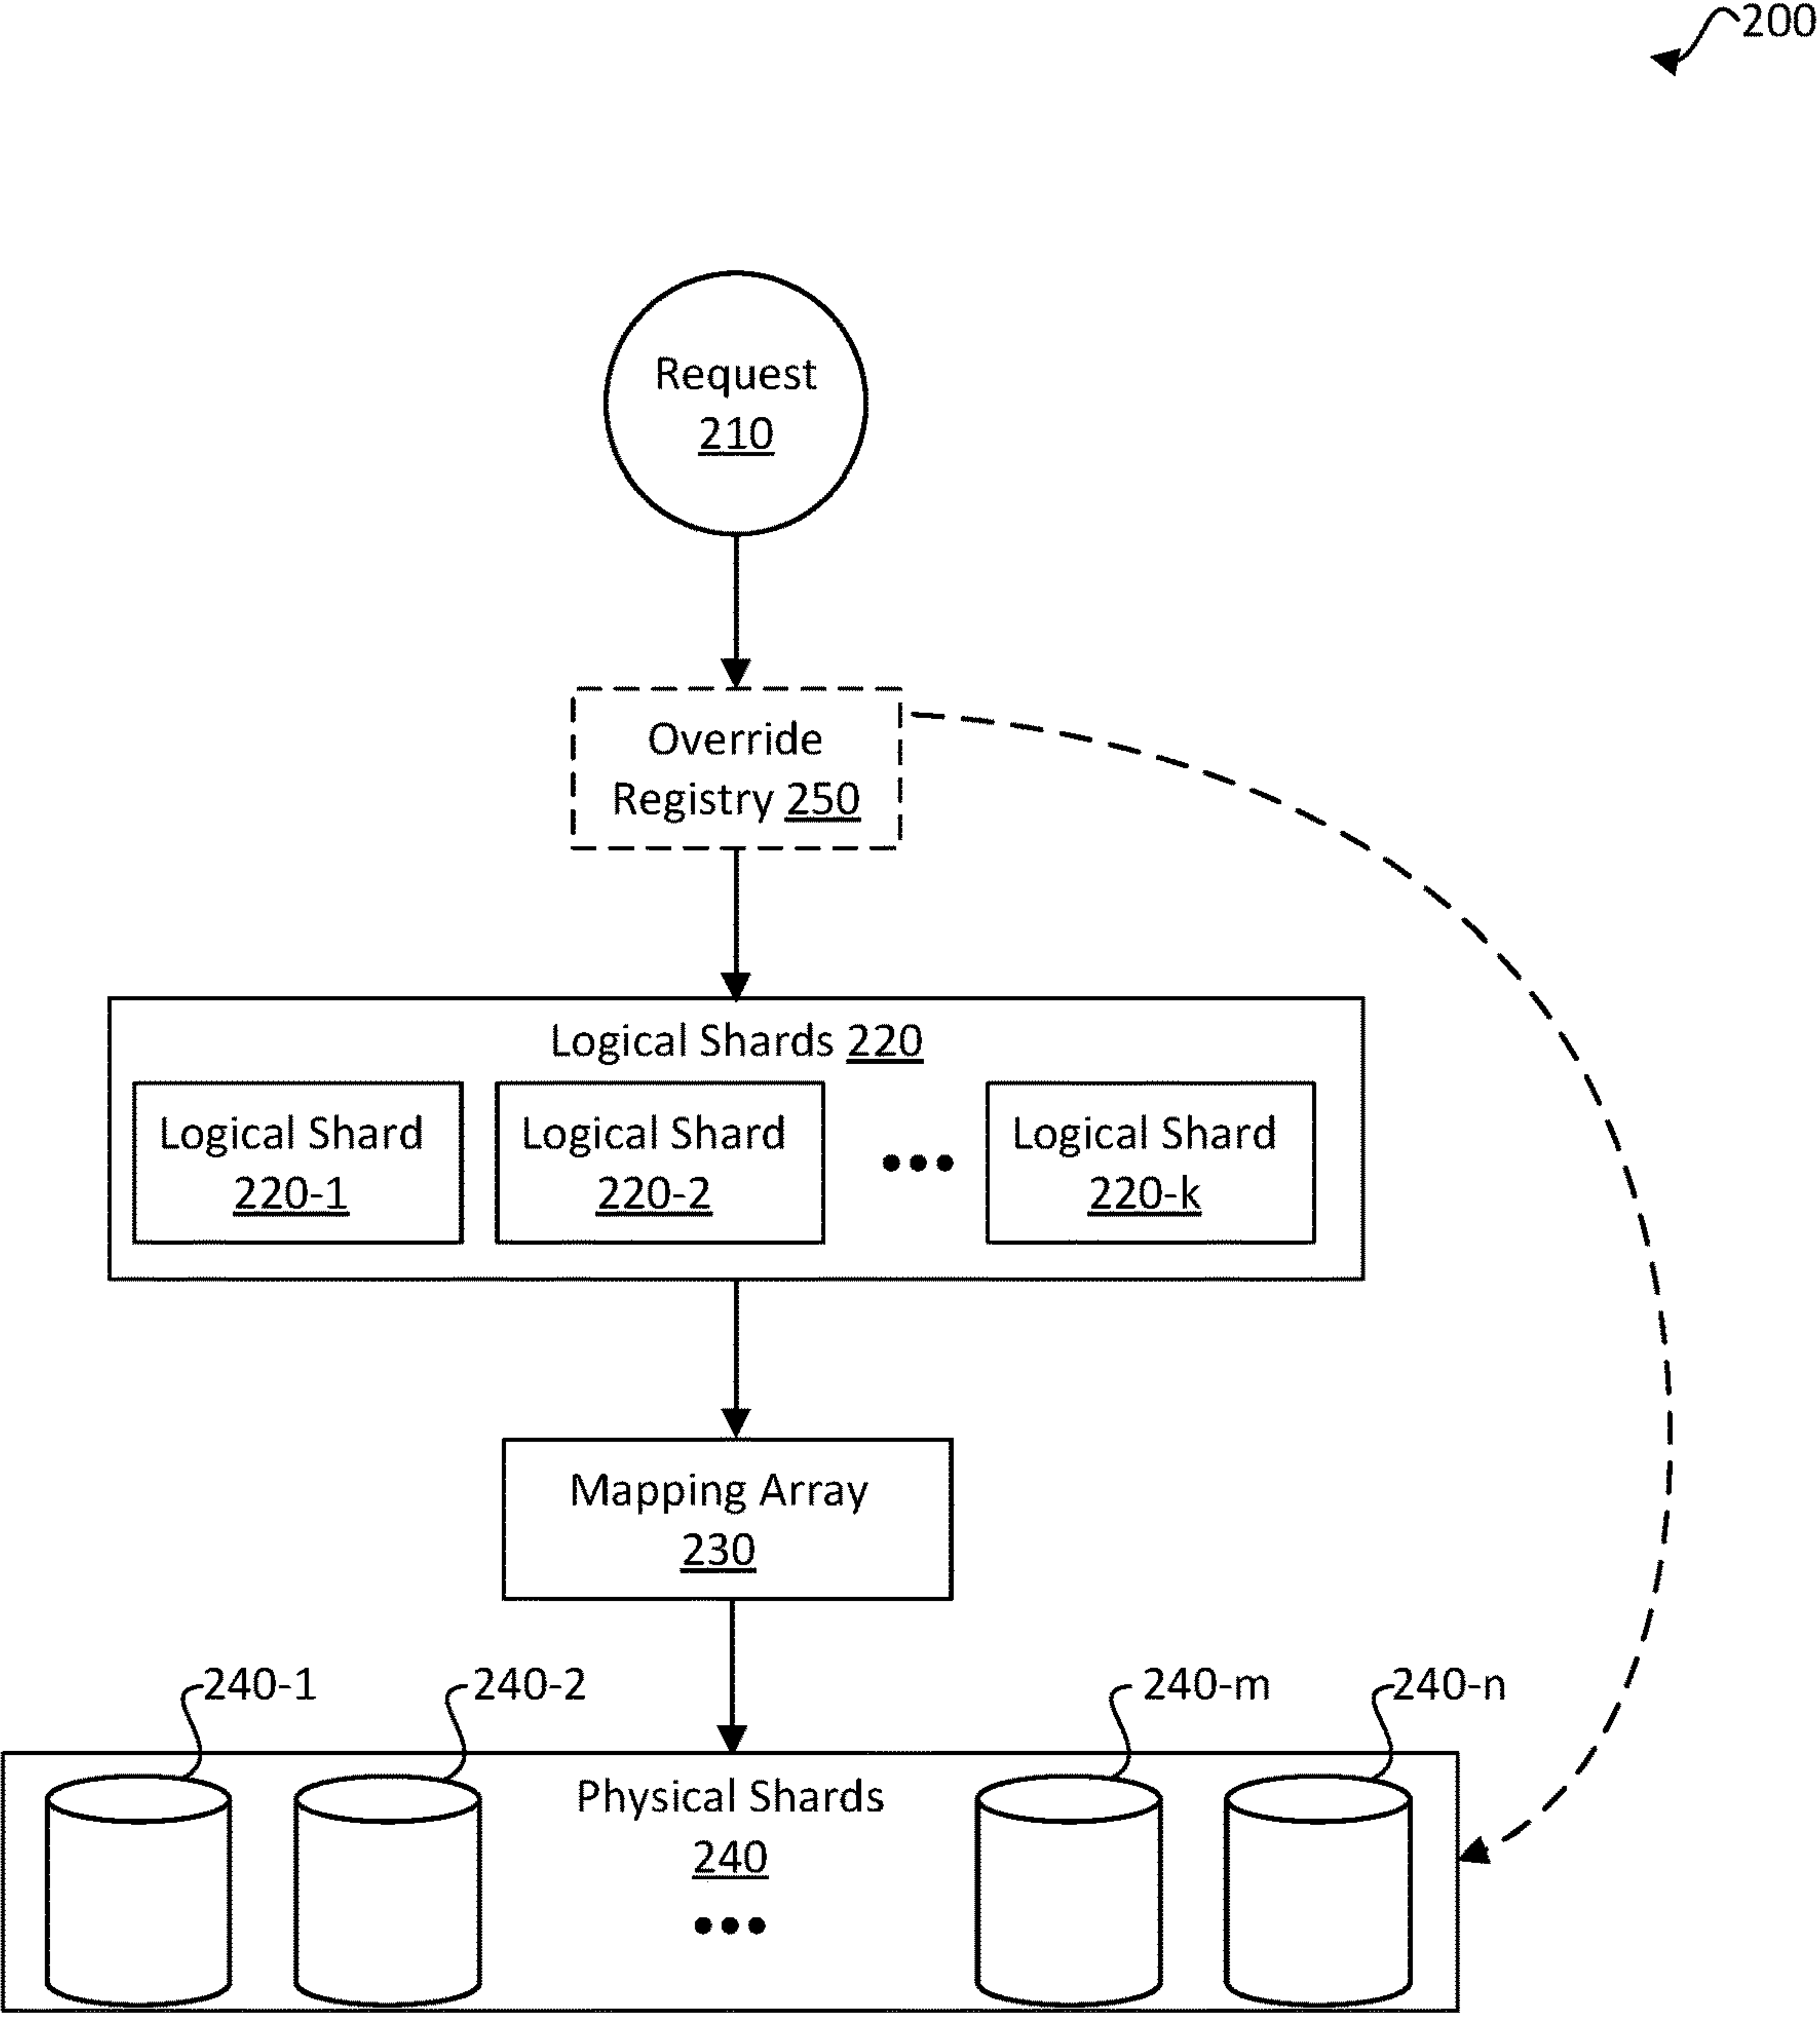 200
Request
210
Override
Registry 250
Logical Shards 220
Logical Shard
220-1
Logical Shard
220-2
Logical Shard
220-k
Mapping Array
230
240-1
240-2
240-m
240-n
Physical Shards
240